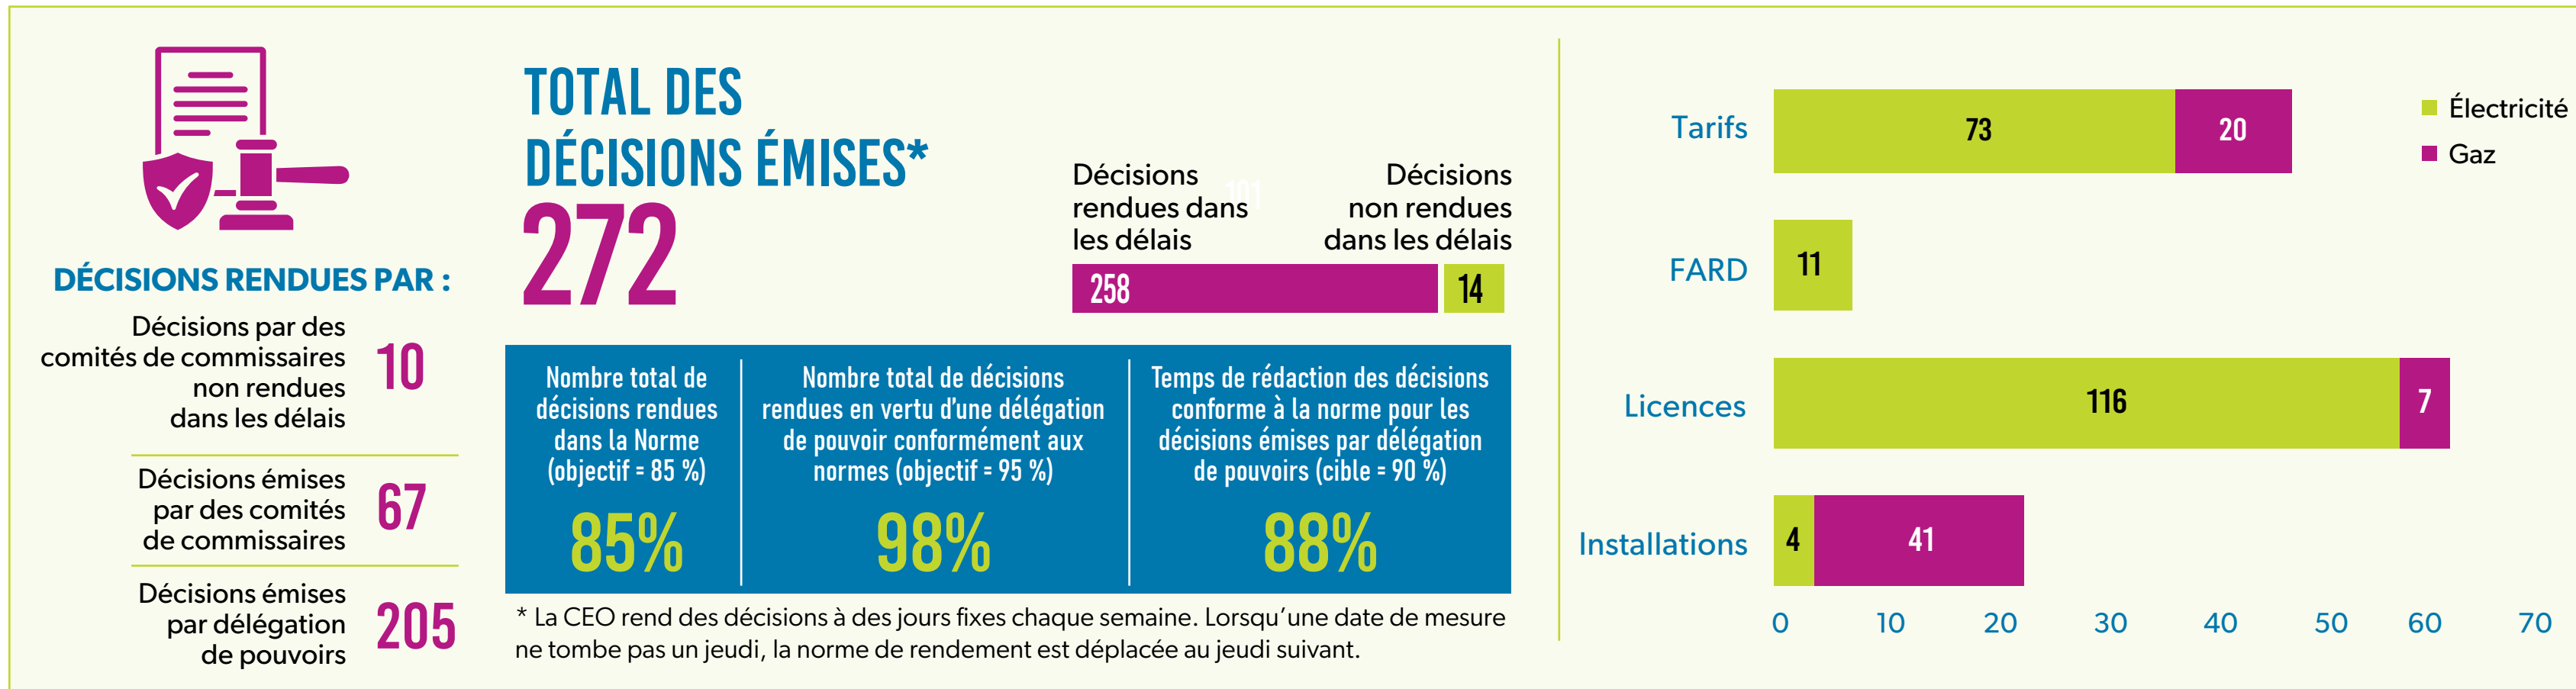 DÉCISIONS RENDUES PAR :
Décisions par des
comités de commissaires
non rendues
dans les délais
10
Décisions émises
par des comités
de commissaires
67
Décisions émises
par délégation
de pouvoirs
205
TOTAL DES
DÉCISIONS ÉMISES*
272
Décisions
rendues dans
les délais
101
Décisions
non rendues
dans les délais
258
14
Nombre total de
décisions rendues
dans la Norme
(objectif = 85 %)
85%
Nombre total de décisions
rendues en vertu d'une délégation
de pouvoir conformément aux
normes (objectif = 95 %)
98%
Temps de rédaction des décisions
conforme à la norme pour les
décisions émises par délégation
de pouvoirs (cible = 90 %)
88%
* La CEO rend des décisions à des jours fixes chaque semaine. Lorsqu'une date de mesure
ne tombe pas un jeudi, la norme de rendement est déplacée au jeudi suivant.
Électricité
Gaz
Tarifs
73
20
FARD
11
Licences
116
7
Installations
4
41
0 10 20 30 40 50 60 70